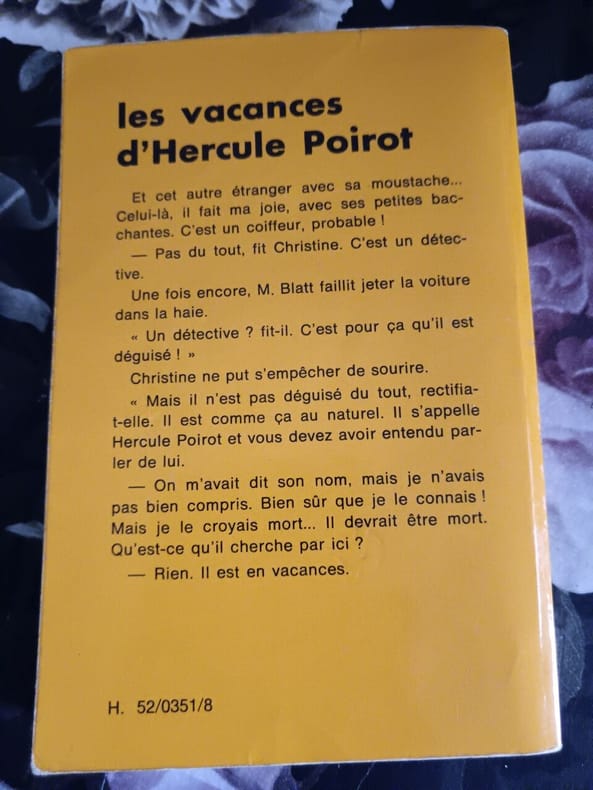 les vacances
d'Hercule Poirot
Et cet autre étranger avec sa moustache...
Celui-là, il fait ma joie, avec ses petites bac-
chantes. C'est un coiffeur, probable !
— Pas du tout, fit Christine. C'est un détec-
tive.
Une fois encore, M. Blatt faillit jeter la voiture
dans la haie.
« Un détective ? fit-il. C'est pour ça qu'il est
déguisé ! »
Christine ne put s'empêcher de sourire.
« Mais il n'est pas déguisé du tout, rectifia-
t-elle. Il est comme ça au naturel. Il s'appelle
Hercule Poirot et vous devez avoir entendu par-
ler de lui.
— On m'avait dit son nom, mais je n'avais
pas bien compris. Bien sûr que je le connais !
Mais je le croyais mort... Il devrait être mort.
Qu'est-ce qu'il cherche par ici ?
— Rien. Il est en vacances.
H. 52/0351/8